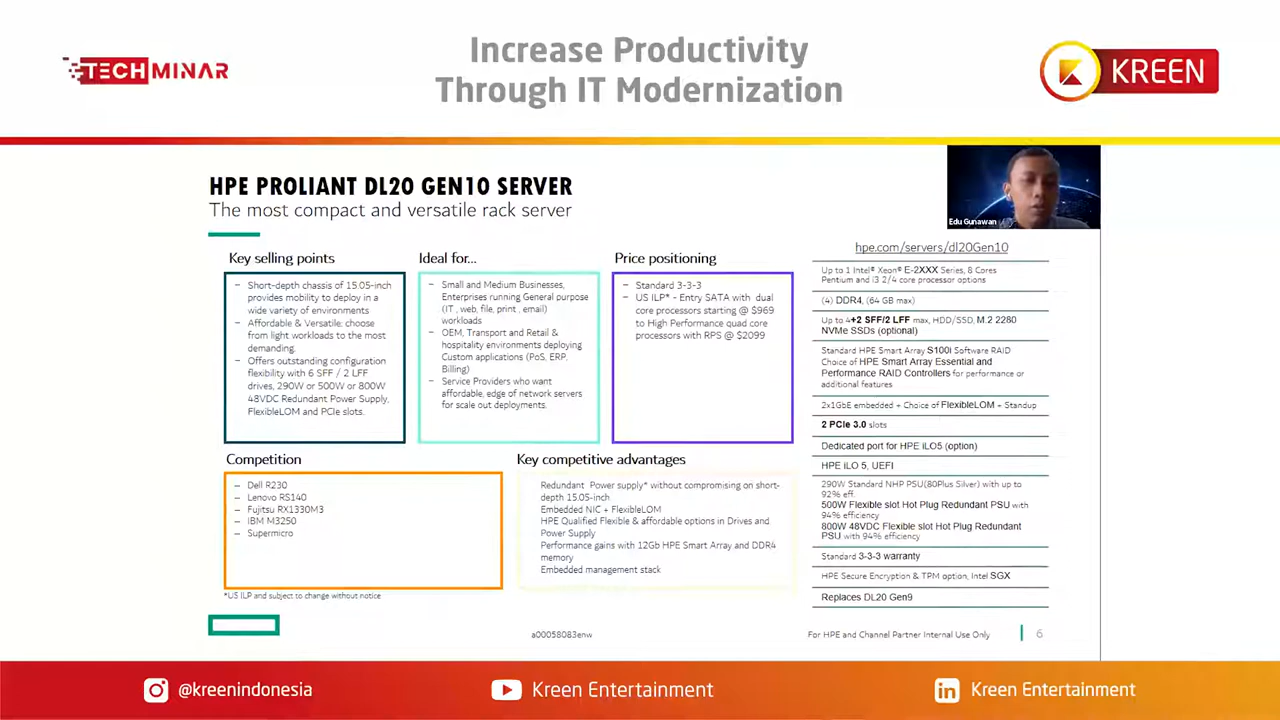 Increase Productivity
Through IT Modernization
TECHMINAR
KREEN
HPE PROLIANT DL20 GEN10 SERVER
The most compact and versatile rack server
Edu Gunawan
Key selling points
– Short-depth chassis of 15.05-inch
provides mobility to deploy in a
wide variety of environments
– Affordable & Versatile: choose
from light workloads to the most
demanding.
– Offers outstanding configuration
flexibility with 6 SFF / 2 LFF
drives, 290W or 500W or 800W
48VDC Redundant Power Supply,
FlexibleLOM and PCIe slots.
Ideal for...
– Small and Medium Businesses,
Enterprises running General purpose
(IT , web, file, print , email)
workloads
– OEM, Transport and Retail &
hospitality environments deploying
Custom applications (PoS, ERP,
Billing)
– Service Providers who want
affordable, edge of network servers
for scale out deployments.
Price positioning
– Standard 3-3-3
– US ILP* - Entry SATA with dual
core processors starting @ $969
to High Performance quad core
processors with RPS @ $2099
Competition
– Dell R230
– Lenovo RS140
– Fujitsu RX1330M3
– IBM M3250
– Supermicro
Key competitive advantages
Redundant Power supply* without compromising on short-
depth 15.05-inch
Embedded NIC + FlexibleLOM
HPE Qualified Flexible & affordable options in Drives and
Power Supply
Performance gains with 12Gb HPE Smart Array and DDR4
memory
Embedded management stack
hpe.com/servers/dl20Gen10
Up to 1 Intel® Xeon® E-2XXX Series, 8 Cores
Pentium and i3 2/4 core processor options
(4) DDR4, (64 GB max)
Up to 4+2 SFF/2 LFF max, HDD/SSD, M.2 2280
NVMe SSDs (optional)
Standard HPE Smart Array S100i Software RAID
Choice of HPE Smart Array Essential and
Performance RAID Controllers for performance or
additional features
2x1GbE embedded + Choice of FlexibleLOM + Standup
2 PCIe 3.0 slots
Dedicated port for HPE iLO5 (option)
HPE iLO 5, UEFI
290W Standard NHP PSU(80Plus Silver) with up to
92% eff.
500W Flexible slot Hot Plug Redundant PSU with
94% efficiency
800W 48VDC Flexible slot Hot Plug Redundant
PSU with 94% efficiency
Standard 3-3-3 warranty
HPE Secure Encryption & TPM option, Intel SGX
Replaces DL20 Gen9
*US ILP and subject to change without notice
a00058083enw
For HPE and Channel Partner Internal Use Only
6
@kreenindonesia
Kreen Entertainment
Kreen Entertainment